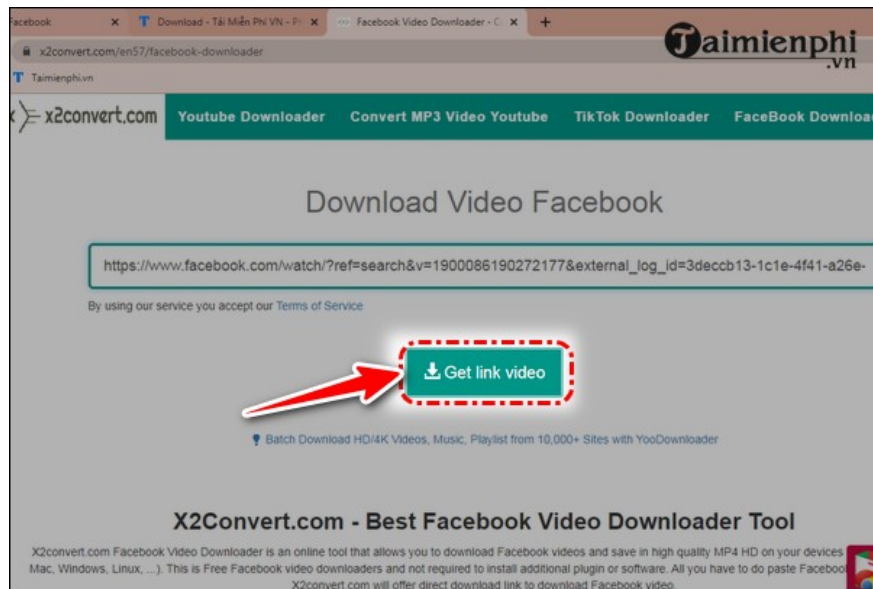 Facebook
Download - Tải Miễn Phí VN - P
Facebook Video Downloader - C
x2convert.com/en57/facebook-downloader
Taimienphi
.vn
Taimienphi.vn
x2convert.com
Youtube Downloader
Convert MP3 Video Youtube
TikTok Downloader
FaceBook Downloa
Download Video Facebook
https://www.facebook.com/watch/?ref=search&v=1900086190272177&external_log_id=3deccb13-1c1e-4f41-a26e-
By using our service you accept our Terms of Service
Get link video
Batch Download HD/4K Videos, Music, Playlist from 10,000+ Sites with YooDownloader
X2Convert.com - Best Facebook Video Downloader Tool
X2convert.com Facebook Video Downloader is an online tool that allows you to download Facebook videos and save in high quality MP4 HD on your devices
Mac, Windows, Linux, ...). This is Free Facebook video downloaders and not required to install additional plugin or software. All you have to do paste Faceboo
X2convert.com will offer direct download link to download Facebook video.